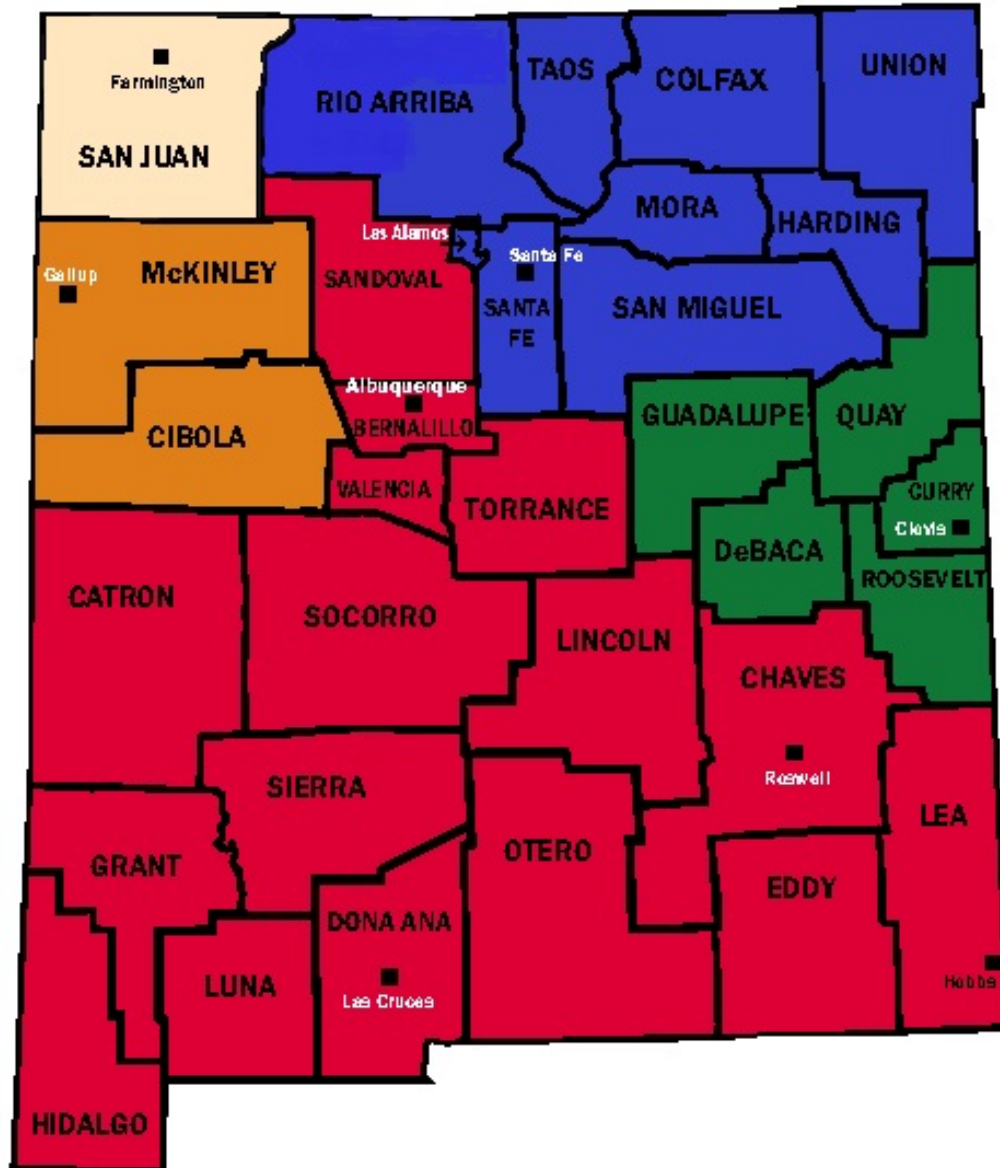 Farmington
SAN JUAN
RIO ARRIBA
TAOS
COLFAX
UNION
MORA
HARDING
Gallup
McKINLEY
Los Alamos
SANDOVAL
Santa Fe
SANTA
FE
SAN MIGUEL
Albuquerque
BERNALILLO
CIBOLA
VALENCIA
TORRANCE
GUADALUPE
QUAY
CURRY
Clovis
DeBACA
ROOSEVELT
CATRON
SOCORRO
LINCOLN
CHAVES
Roswell
SIERRA
LEA
GRANT
OTERO
EDDY
DONA ANA
LUNA
Las Cruces
Hobbs
HIDALGO